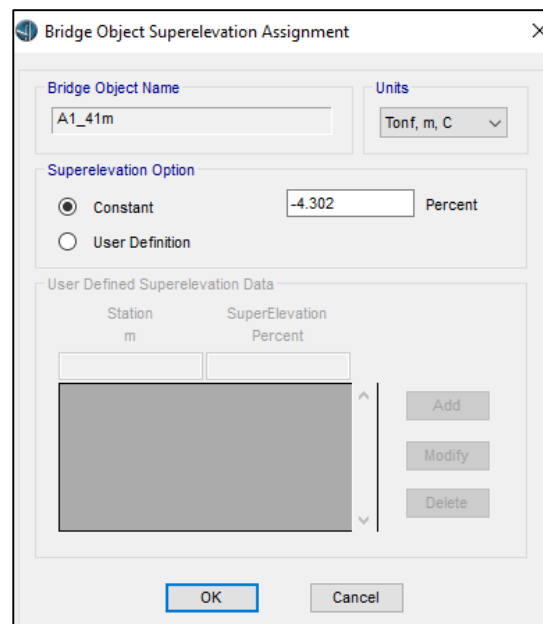 Bridge Object Superelevation Assignment
Bridge Object Name
Units
A1_41m
Tonf, m, C
Superelevation Option
Constant
-4.302
Percent
User Definition
User Defined Superelevation Data
Station
SuperElevation
m
Percent
Add
Modify
Delete
OK
Cancel